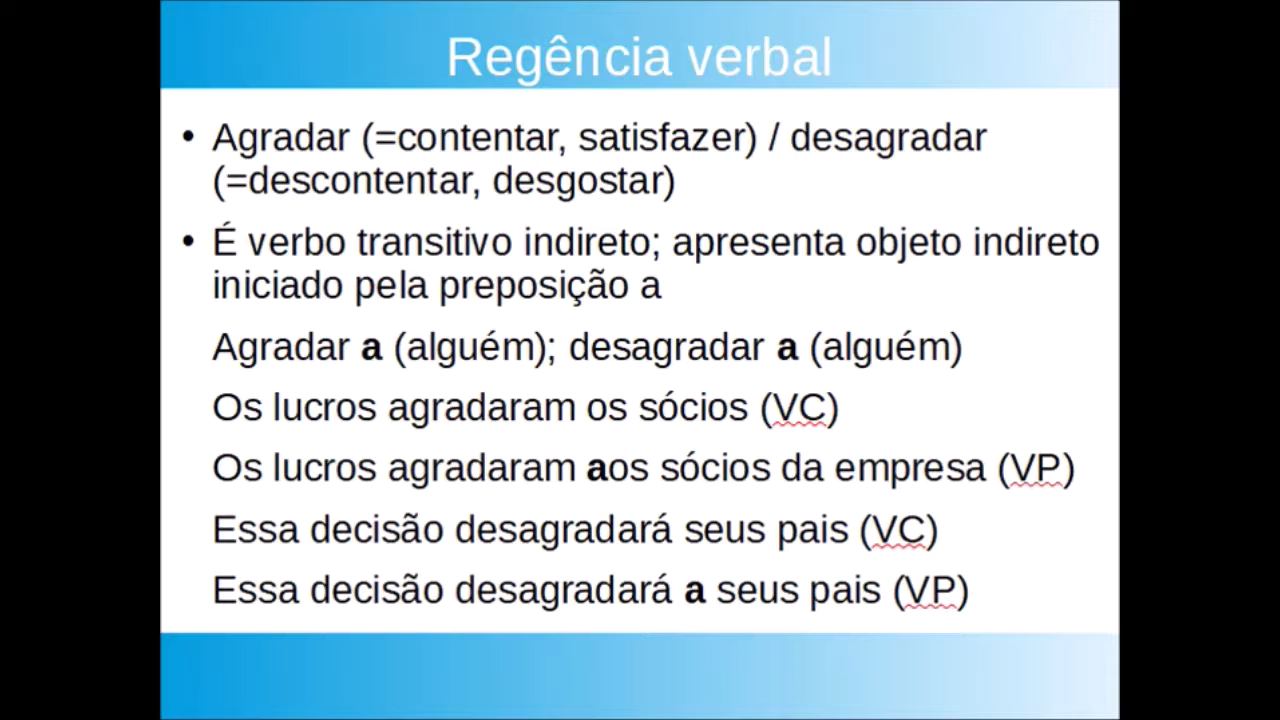 Regência verbal
• Agradar (=contentar, satisfazer) / desagradar
(=descontentar, desgostar)
• É verbo transitivo indireto; apresenta objeto indireto
iniciado pela preposição a
Agradar a (alguém); desagradar a (alguém)
Os lucros agradaram os sócios (VC)
Os lucros agradaram aos sócios da empresa (VP)
Essa decisão desagradará seus pais (VC)
Essa decisão desagradará a seus pais (VP)